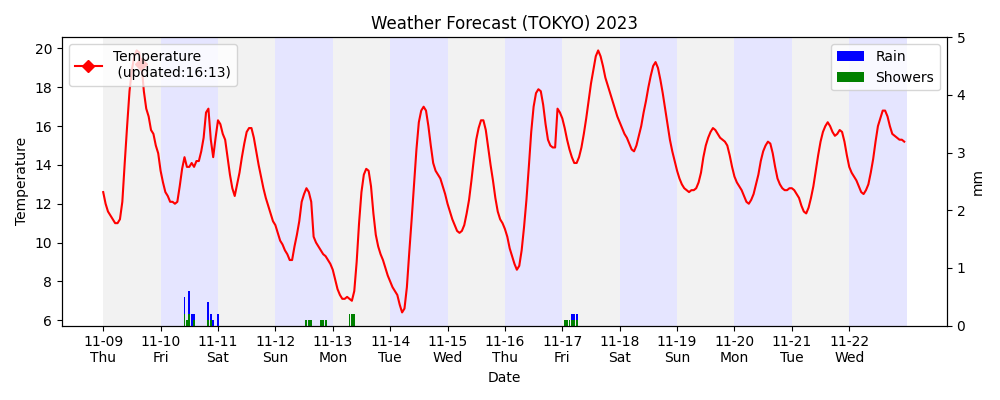 Weather Forecast (TOKYO) 2023
Temperature
(updated:16:13)
Rain
Showers
Temperature
20
18
16
14
12
10
8
6
5
4
3
2
1
0
mm
11-09 11-10 11-11 11-12 11-13 11-14 11-15 11-16 11-17 11-18 11-19 11-20 11-21 11-22
Thu Fri Sat Sun Mon Tue Wed Thu Fri Sat Sun Mon Tue Wed
Date